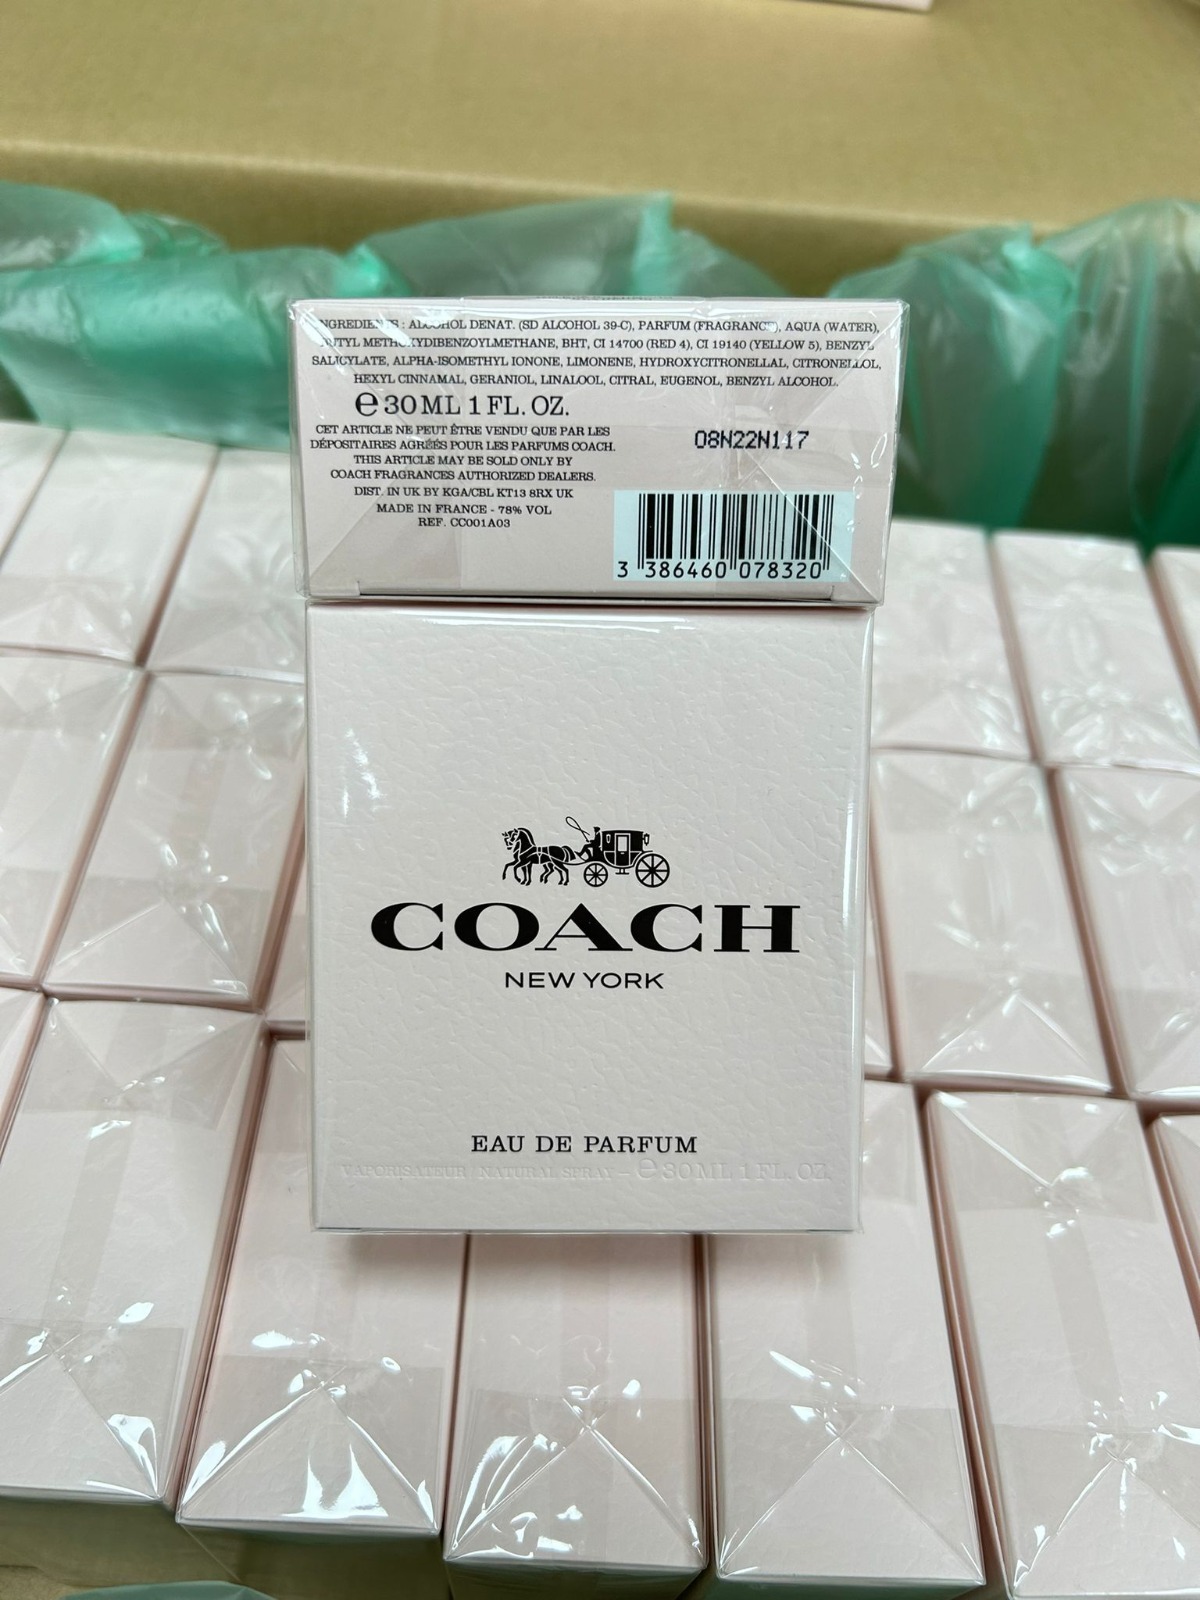 INGREDIENTS : ALCOHOL DENAT. (SD ALCOHOL 39-C), PARFUM (FRAGRANCE), AQUA (WATER),
BUTYL METHOXYDIBENZOYLMETHANE, BHT, CI 14700 (RED 4), CI 19140 (YELLOW 5), BENZYL
SALICYLATE, ALPHA-ISOMETHYL IONONE, LIMONENE, HYDROXYCITRONELLAL, CITRONELLOL,
HEXYL CINNAMAL, GERANIOL, LINALOOL, CITRAL, EUGENOL, BENZYL ALCOHOL.
℮ 30 ML 1 FL. OZ.
CET ARTICLE NE PEUT ÊTRE VENDU QUE PAR LES
DÉPOSITAIRES AGRÉÉS POUR LES PARFUMS COACH.
THIS ARTICLE MAY BE SOLD ONLY BY
COACH FRAGRANCES AUTHORIZED DEALERS.
DIST. IN UK BY KGA/CBL KT13 8RX UK
MADE IN FRANCE - 78% VOL
REF. CC001A03
08N22N117
3 386460 078320
COACH
NEW YORK
EAU DE PARFUM
VAPORISATEUR / NATURAL SPRAY – ℮ 30 ML 1 FL. OZ.